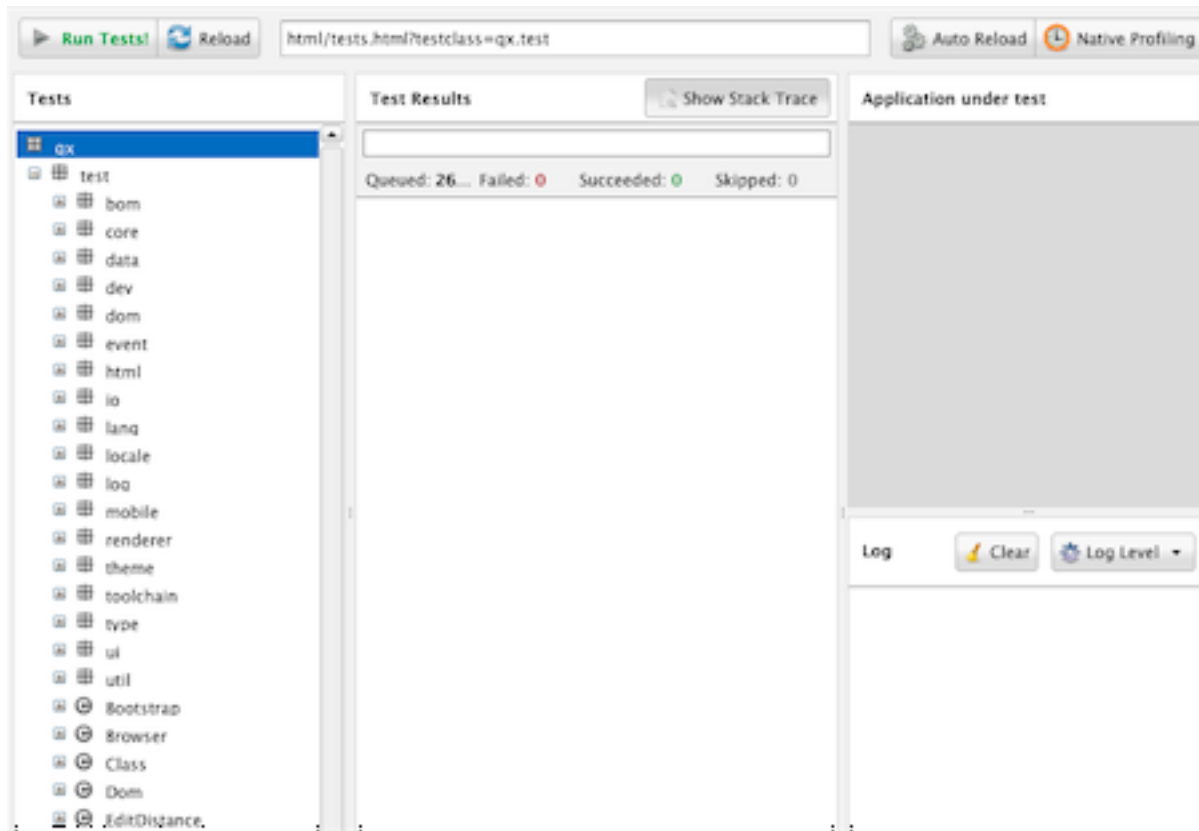 Run Tests! Reload html/tests.html?testclass=qx.test Auto Reload Native Profiling
Tests
Test Results Show Stack Trace
Application under test
qx
test
bom
core
data
dev
dom
event
html
io
lang
locale
log
mobile
renderer
theme
toolchain
type
ui
util
Bootstrap
Browser
Class
Dom
EditDistance
Queued: 26... Failed: 0 Succeeded: 0 Skipped: 0
Log Clear Log Level